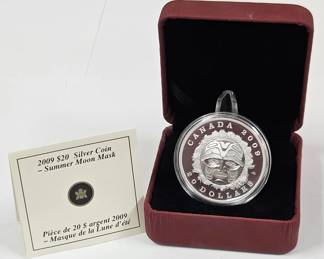 2009 $20 Silver Coin
– Summer Moon Mask
Pièce de 20 $ argent 2009
– Masque de la Lune d'été
CANADA 2009
20 DOLLARS